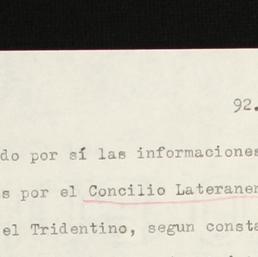 92.
do por sí las informaciones
s por el Concilio Lateranen
el Tridentino, segun consta